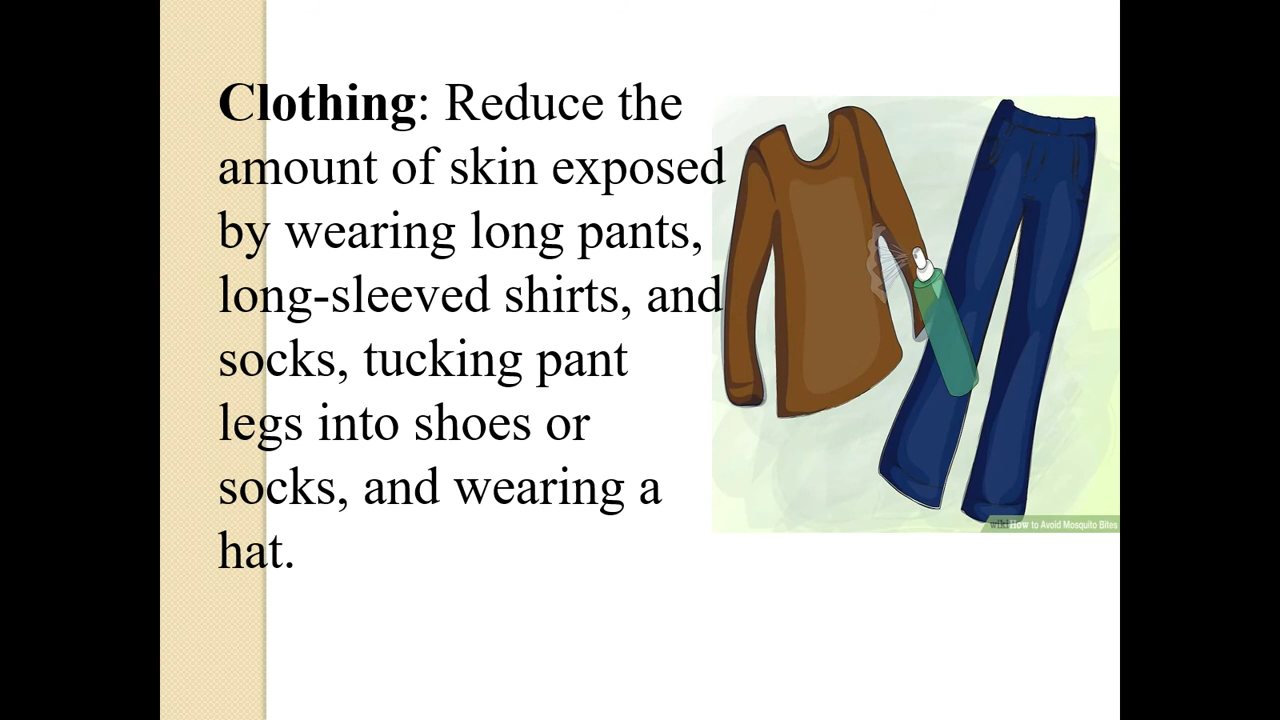 Clothing: Reduce the
amount of skin exposed
by wearing long pants,
long-sleeved shirts, and
socks, tucking pant
legs into shoes or
socks, and wearing a
hat.
wikiHow to Avoid Mosquito Bites